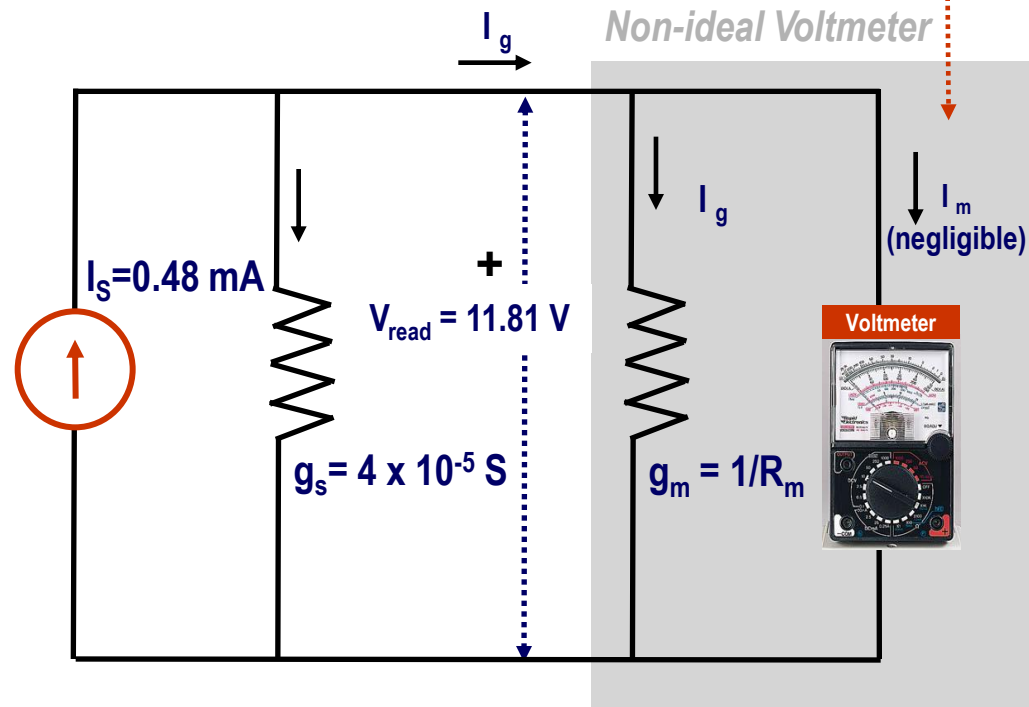 I g
Non-ideal Voltmeter
I g
I m
(negligible)
IS=0.48 mA
+
Vread = 11.81 V
Voltmeter
gs= 4 x 10-5 S
gm = 1/Rm